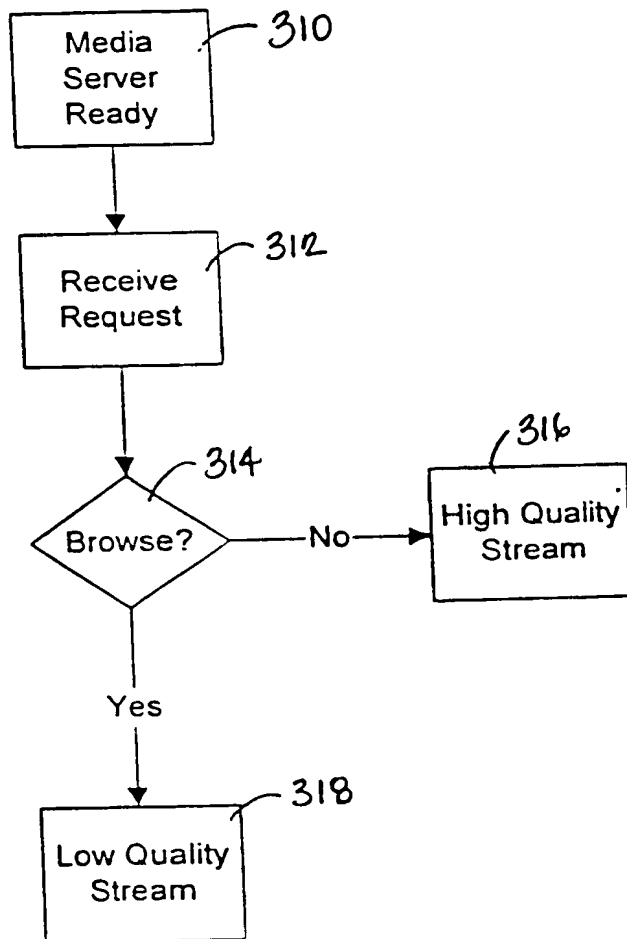 Media
Server
Ready
310
Receive
Request
312
Browse?
314
No
High Quality
Stream
316
Yes
Low Quality
Stream
318